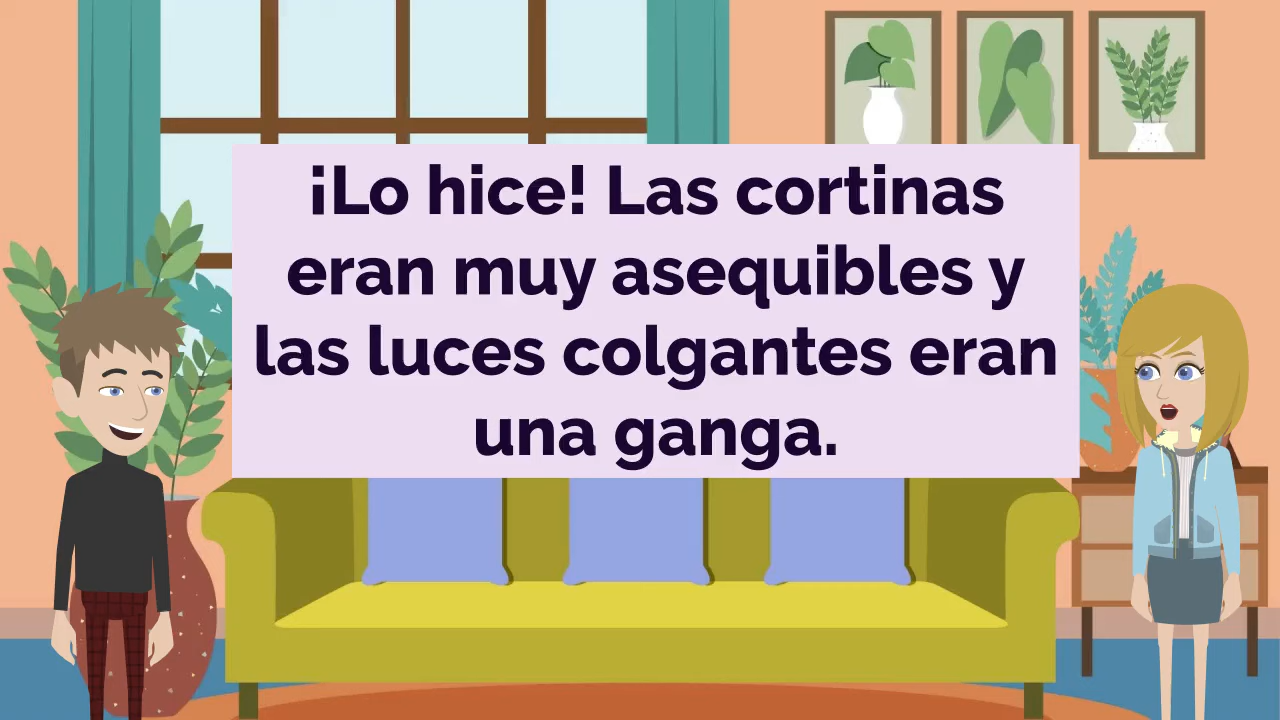 ¡Lo hice! Las cortinas
eran muy asequibles y
las luces colgantes eran
una ganga.